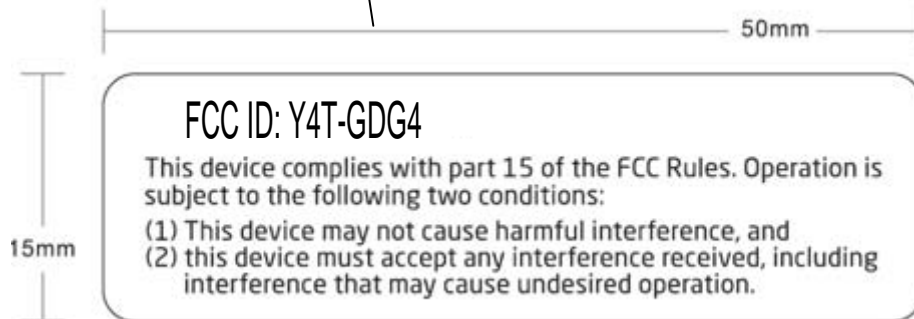 50mm
FCC ID: Y4T-GDG4
This device complies with part 15 of the FCC Rules. Operation is
subject to the following two conditions:
(1) This device may not cause harmful interference, and
(2) this device must accept any interference received, including
interference that may cause undesired operation.
15mm